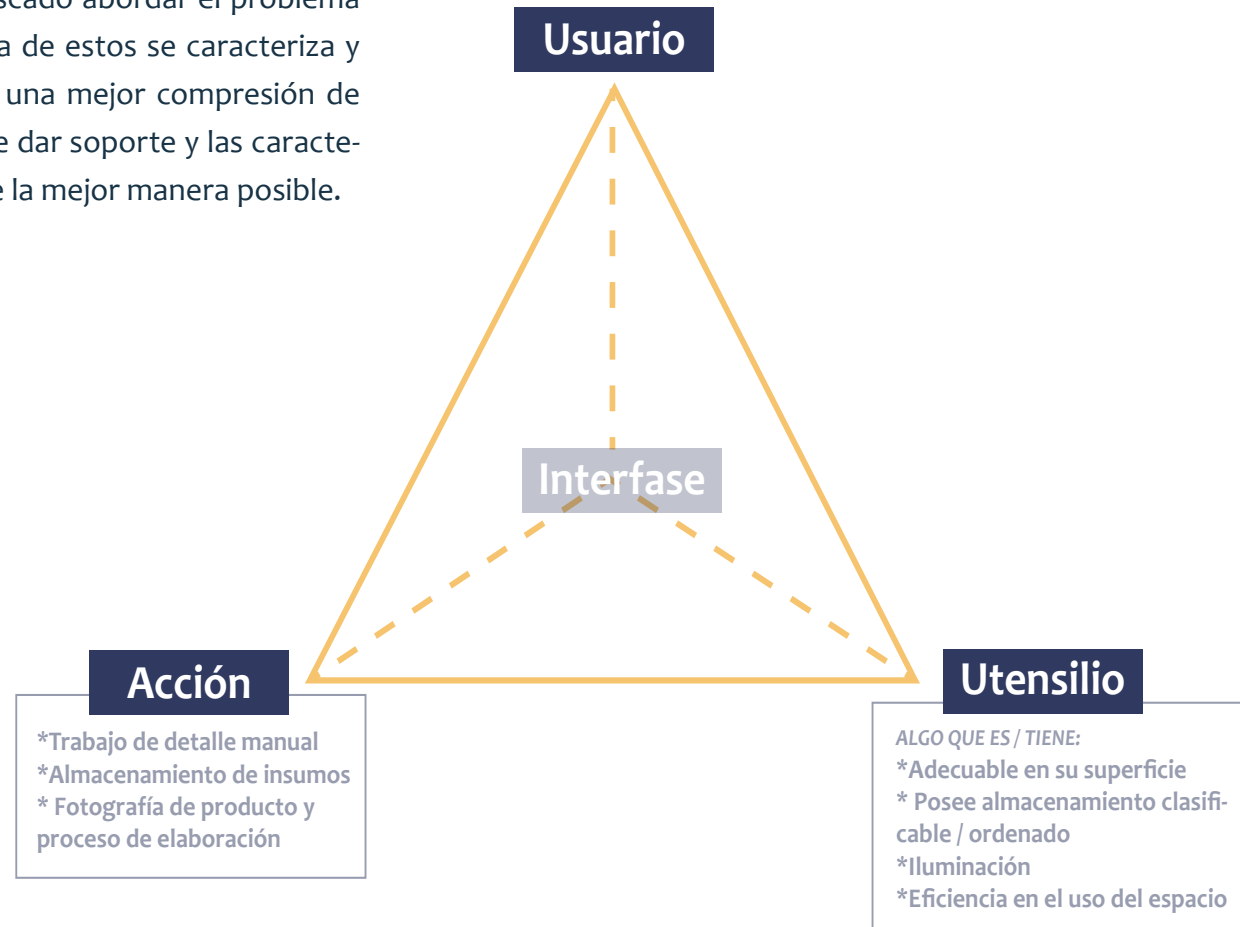 de estos se caracteriza y
una mejor compresión de
dar soporte y las caracte-
la mejor manera posible.
abordar el problema
Usuario
Interfase
Acción
*Trabajo de detalle manual
*Almacenamiento de insumos
* Fotografía de producto y
proceso de elaboración
Utensilio
ALGO QUE ES / TIENE:
*Adecuable en su superficie
* Posee almacenamiento clasifi-
cable / ordenado
*Iluminación
*Eficiencia en el uso del espacio